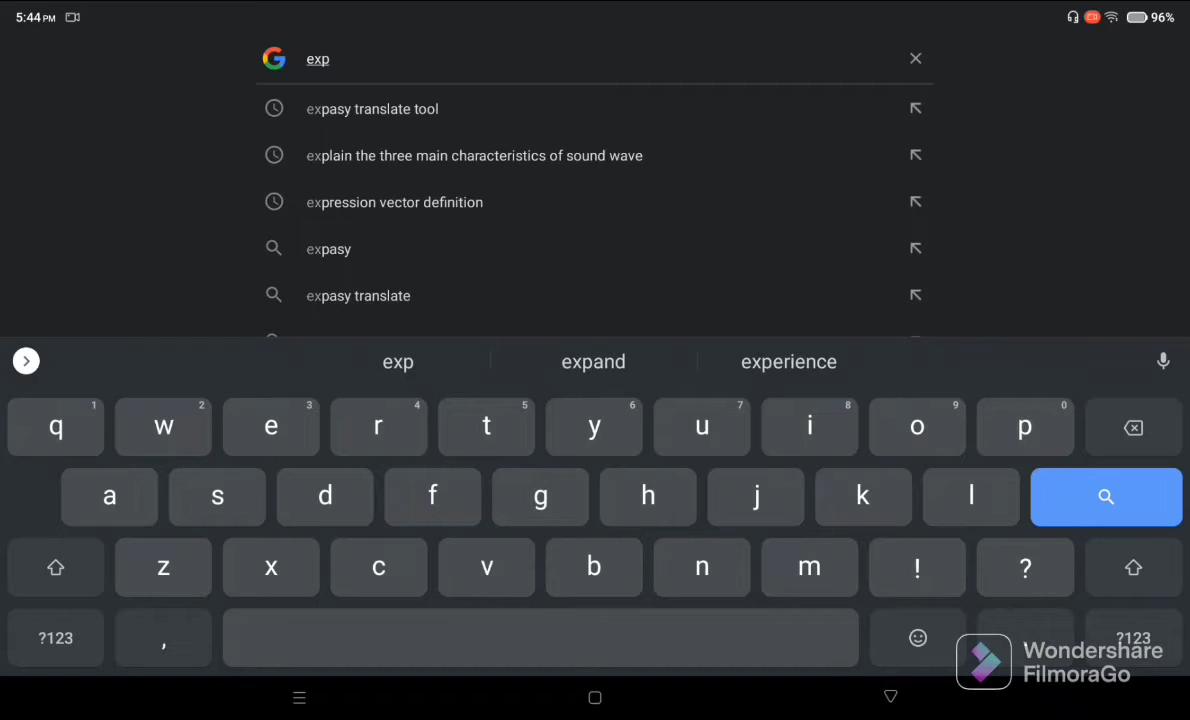 5:44 PM
96%
exp
expasy translate tool
explain the three main characteristics of sound wave
expression vector definition
expasy
expasy translate
exp expand experience
q 1 w 2 e 3 r 4 t 5 y 6 u 7 i 8 o 9 p 0
a s d f g h j k l
z x c v b n m ! ?
?123 , ?123
Wondershare
FilmoraGo